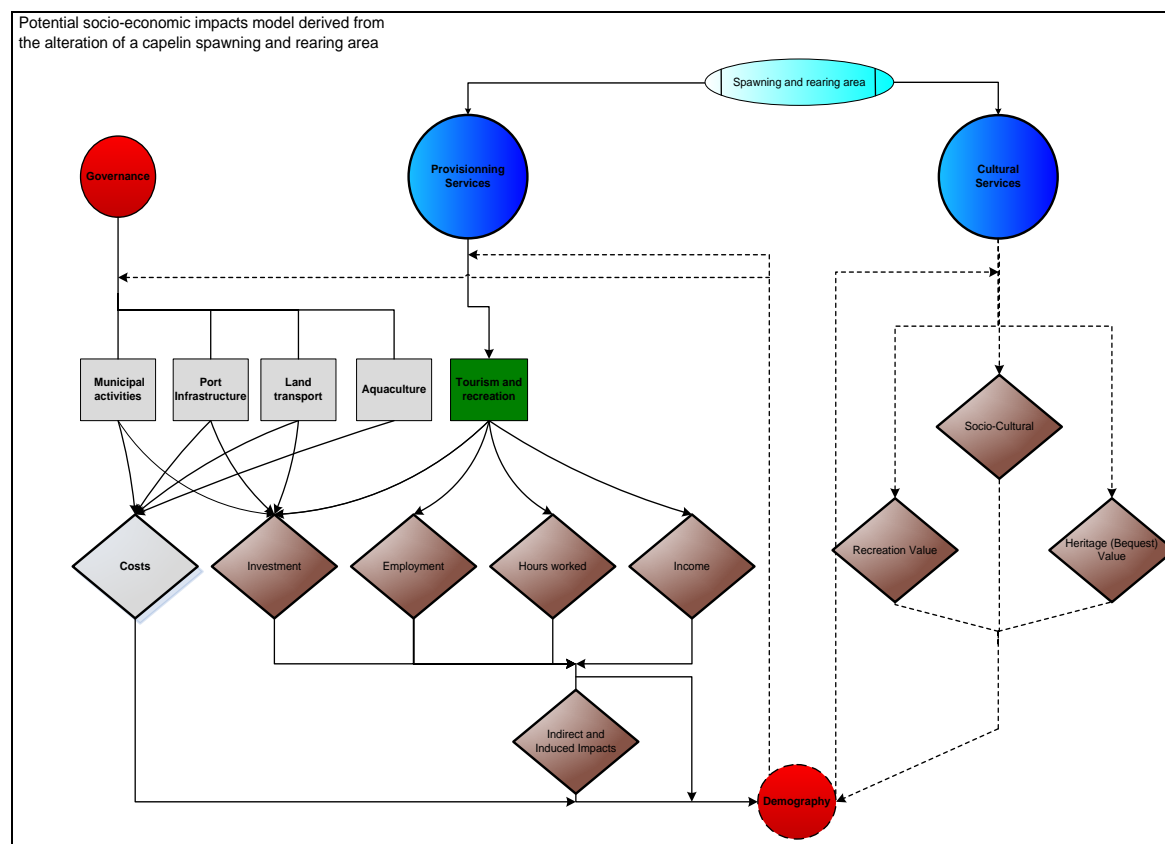 Potential socio-economic impacts model derived from
the alteration of a capelin spawning and rearing area
Spawning and rearing area
Governance
Provisionning
Services
Cultural
Services
Municipal
activities
Port
Infrastructure
Land
transport
Aquaculture
Tourism and
recreation
Socio-Cultural
Recreation Value
Heritage (Bequest)
Value
Costs
Investment
Employment
Hours worked
Income
Indirect and
Induced Impacts
Demography